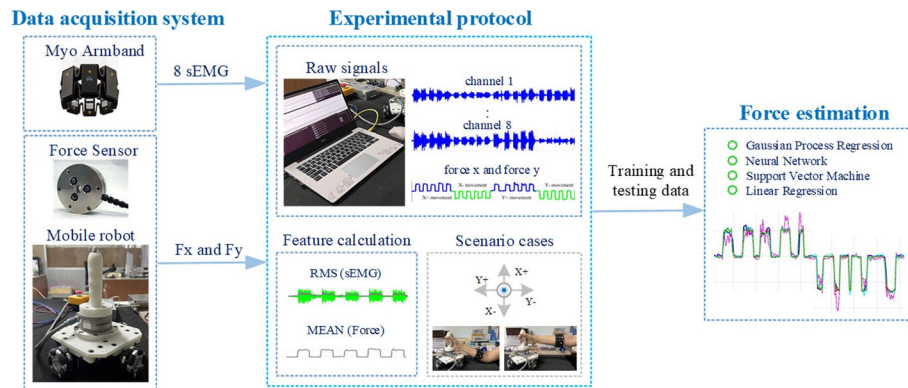 Data acquisition system
Experimental protocol
Myo Armband
8 sEMG
Force Sensor
Mobile robot
Fx and Fy
Raw signals
channel 1
:
channel 8
force x and force y
X- movement
Y- movement
X+ movement
Y+ movement
Feature calculation
RMS (sEMG)
MEAN (Force)
Scenario cases
X+
Y+
Y-
X-
Training and
testing data
Force estimation
Gaussian Process Regression
Neural Network
Support Vector Machine
Linear Regression